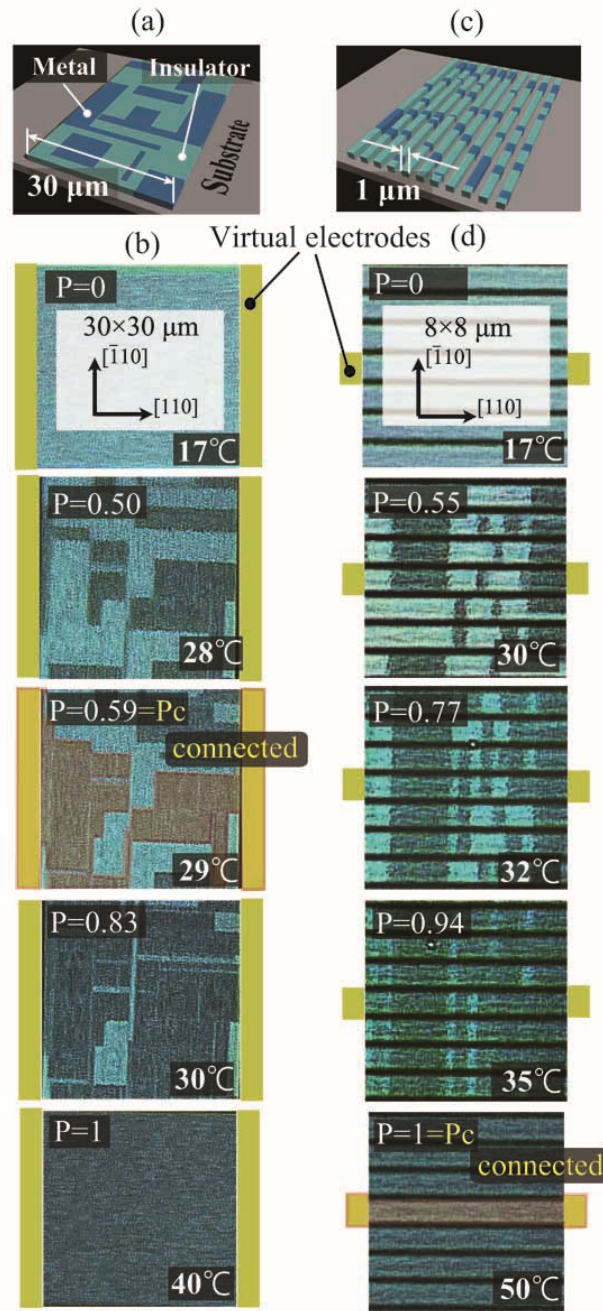 (a)
Metal
Insulator
Substrate
30 μm
(c)
1 μm
(b)
Virtual electrodes
(d)
P=0
30×30 μm
[1̄10]
[110]
17℃
P=0.50
28℃
P=0.59=Pc
connected
29℃
P=0.83
30℃
P=1
40℃
P=0
8×8 μm
[1̄10]
[110]
17℃
P=0.55
30℃
P=0.77
32℃
P=0.94
35℃
P=1=Pc
connected
50℃